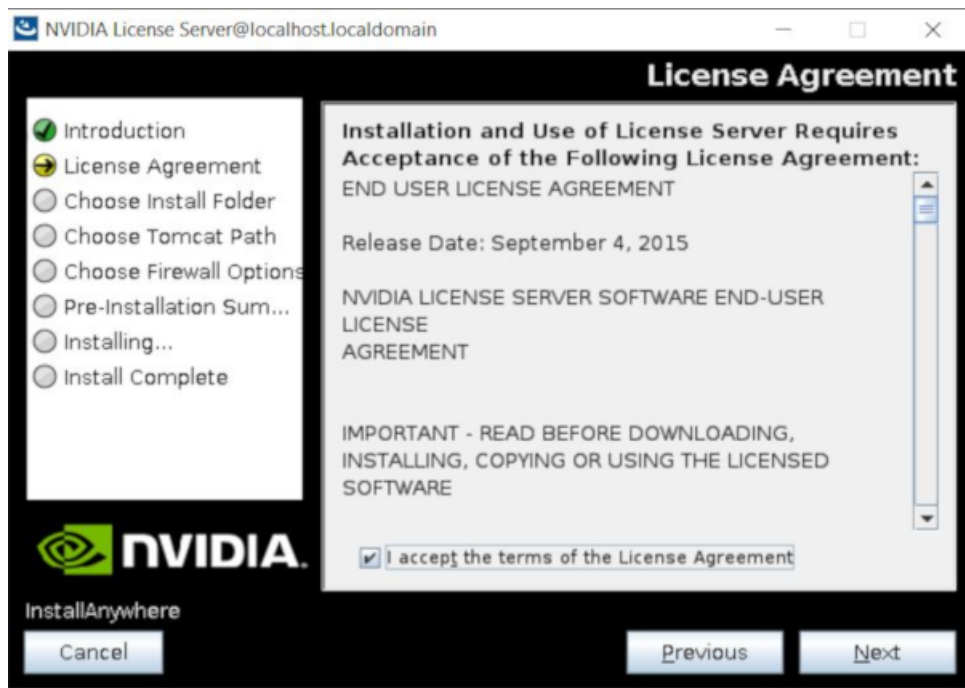 NVIDIA License Server@localhost.localdomain
License Agreement
Introduction
License Agreement
Choose Install Folder
Choose Tomcat Path
Choose Firewall Options
Pre-Installation Sum...
Installing...
Install Complete
Installation and Use of License Server Requires
Acceptance of the Following License Agreement:
END USER LICENSE AGREEMENT
Release Date: September 4, 2015
NVIDIA LICENSE SERVER SOFTWARE END-USER
LICENSE
AGREEMENT
IMPORTANT - READ BEFORE DOWNLOADING,
INSTALLING, COPYING OR USING THE LICENSED
SOFTWARE
I accept the terms of the License Agreement
NVIDIA.
InstallAnywhere
Cancel
Previous
Next